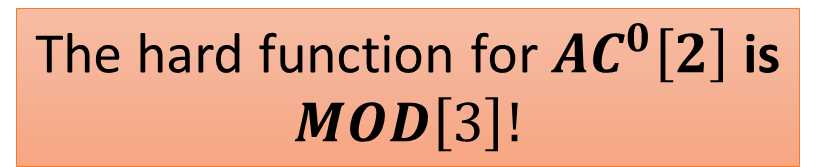 The hard function for AC⁰[2] is
MOD[3]!